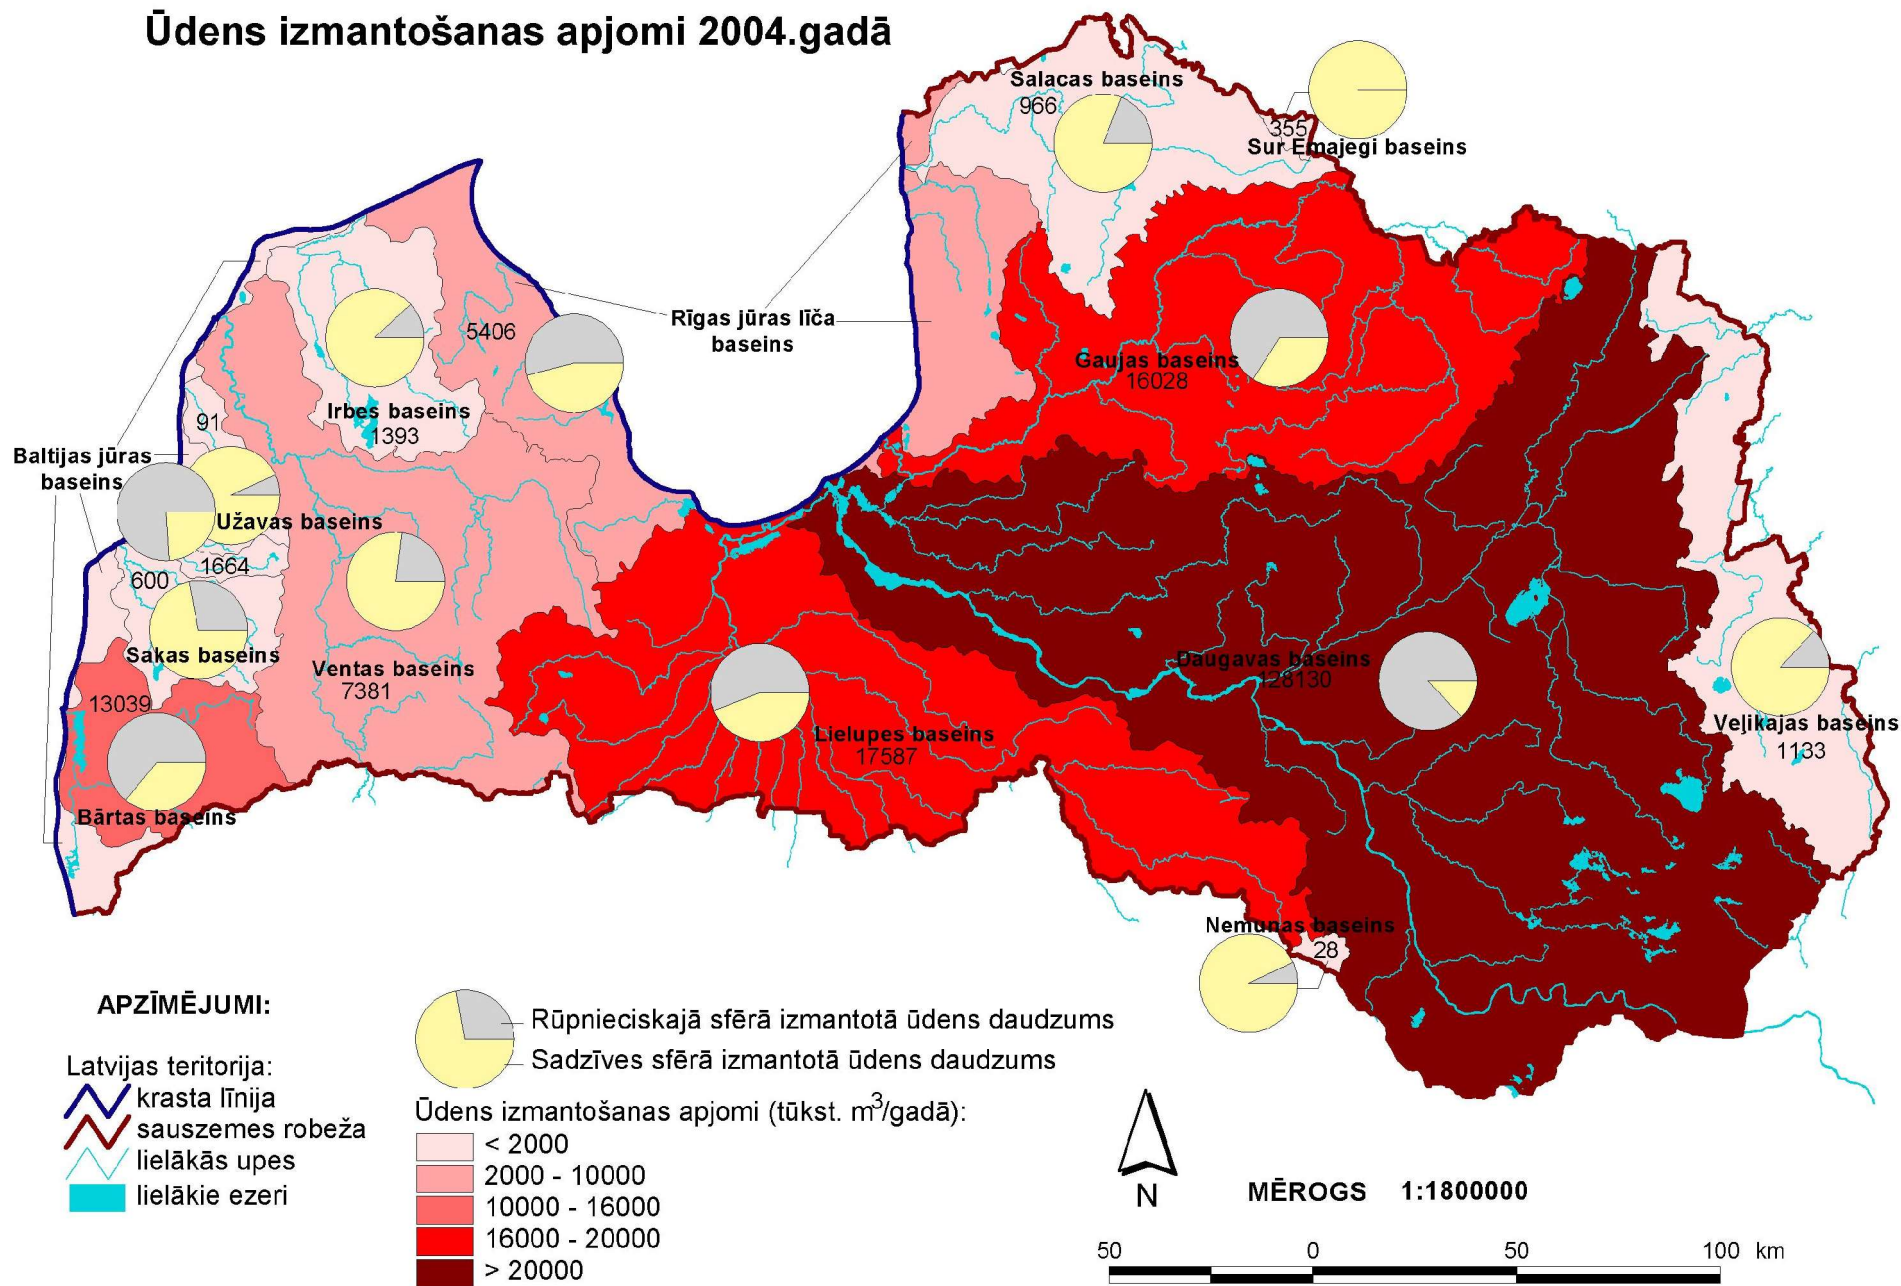 Ūdens izmantošanas apjomi 2004.gadā
Salacas baseins
966
355
Sur Emajegi baseins
5406
Rīgas jūras līča
baseins
Gaujas baseins
16028
Irbes baseins
1393
91
Baltijas jūras
baseins
Užavas baseins
1664
600
Sakas baseins
Ventas baseins
7381
13039
Bārtas baseins
Lielupes baseins
17587
Daugavas baseins
128130
Veļikajas baseins
1133
Nemunas baseins
28
APZĪMĒJUMI:
Latvijas teritorija:
krasta līnija
sauszemes robeža
lielākās upes
lielākie ezeri
Rūpnieciskajā sfērā izmantotā ūdens daudzums
Sadzīves sfērā izmantotā ūdens daudzums
Ūdens izmantošanas apjomi (tūkst. m³/gadā):
< 2000
2000 - 10000
10000 - 16000
16000 - 20000
> 20000
N
MĒROGS 1:1800000
50 0 50 100 km